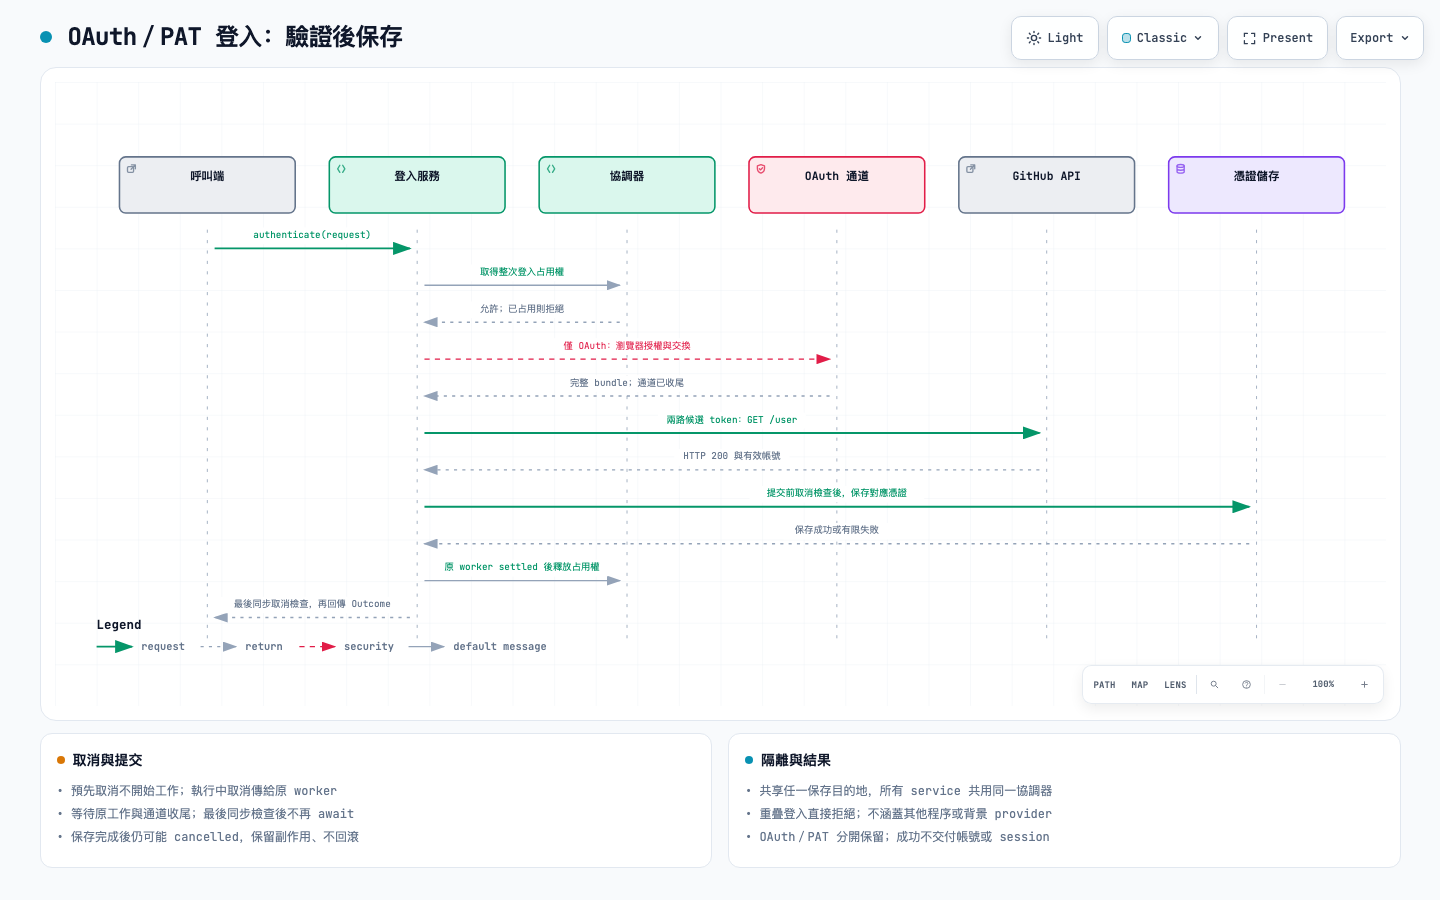 OAuth / PAT 登入：驗證後保存
Light
Classic
Present
Export
呼叫端
登入服務
協調器
OAuth 通道
GitHub API
憑證儲存
authenticate(request)
取得整次登入占用權
允許；已占用則拒絕
僅 OAuth：瀏覽器授權與交換
完整 bundle；通道已收尾
兩路候選 token：GET /user
HTTP 200 與有效帳號
提交前取消檢查後，保存對應憑證
保存成功或有限失敗
原 worker settled 後釋放占用權
最後同步取消檢查，再回傳 Outcome
Legend
request
return
security
default message
PATH
MAP
LENS
100%
取消與提交
• 預先取消不開始工作；執行中取消傳給原 worker
• 等待原工作與通道收尾；最後同步檢查後不再 await
• 保存完成後仍可能 cancelled，保留副作用、不回滾
隔離與結果
• 共享任一保存目的地，所有 service 共用同一協調器
• 重疊登入直接拒絕；不涵蓋其他程序或背景 provider
• OAuth / PAT 分開保留；成功不交付帳號或 session